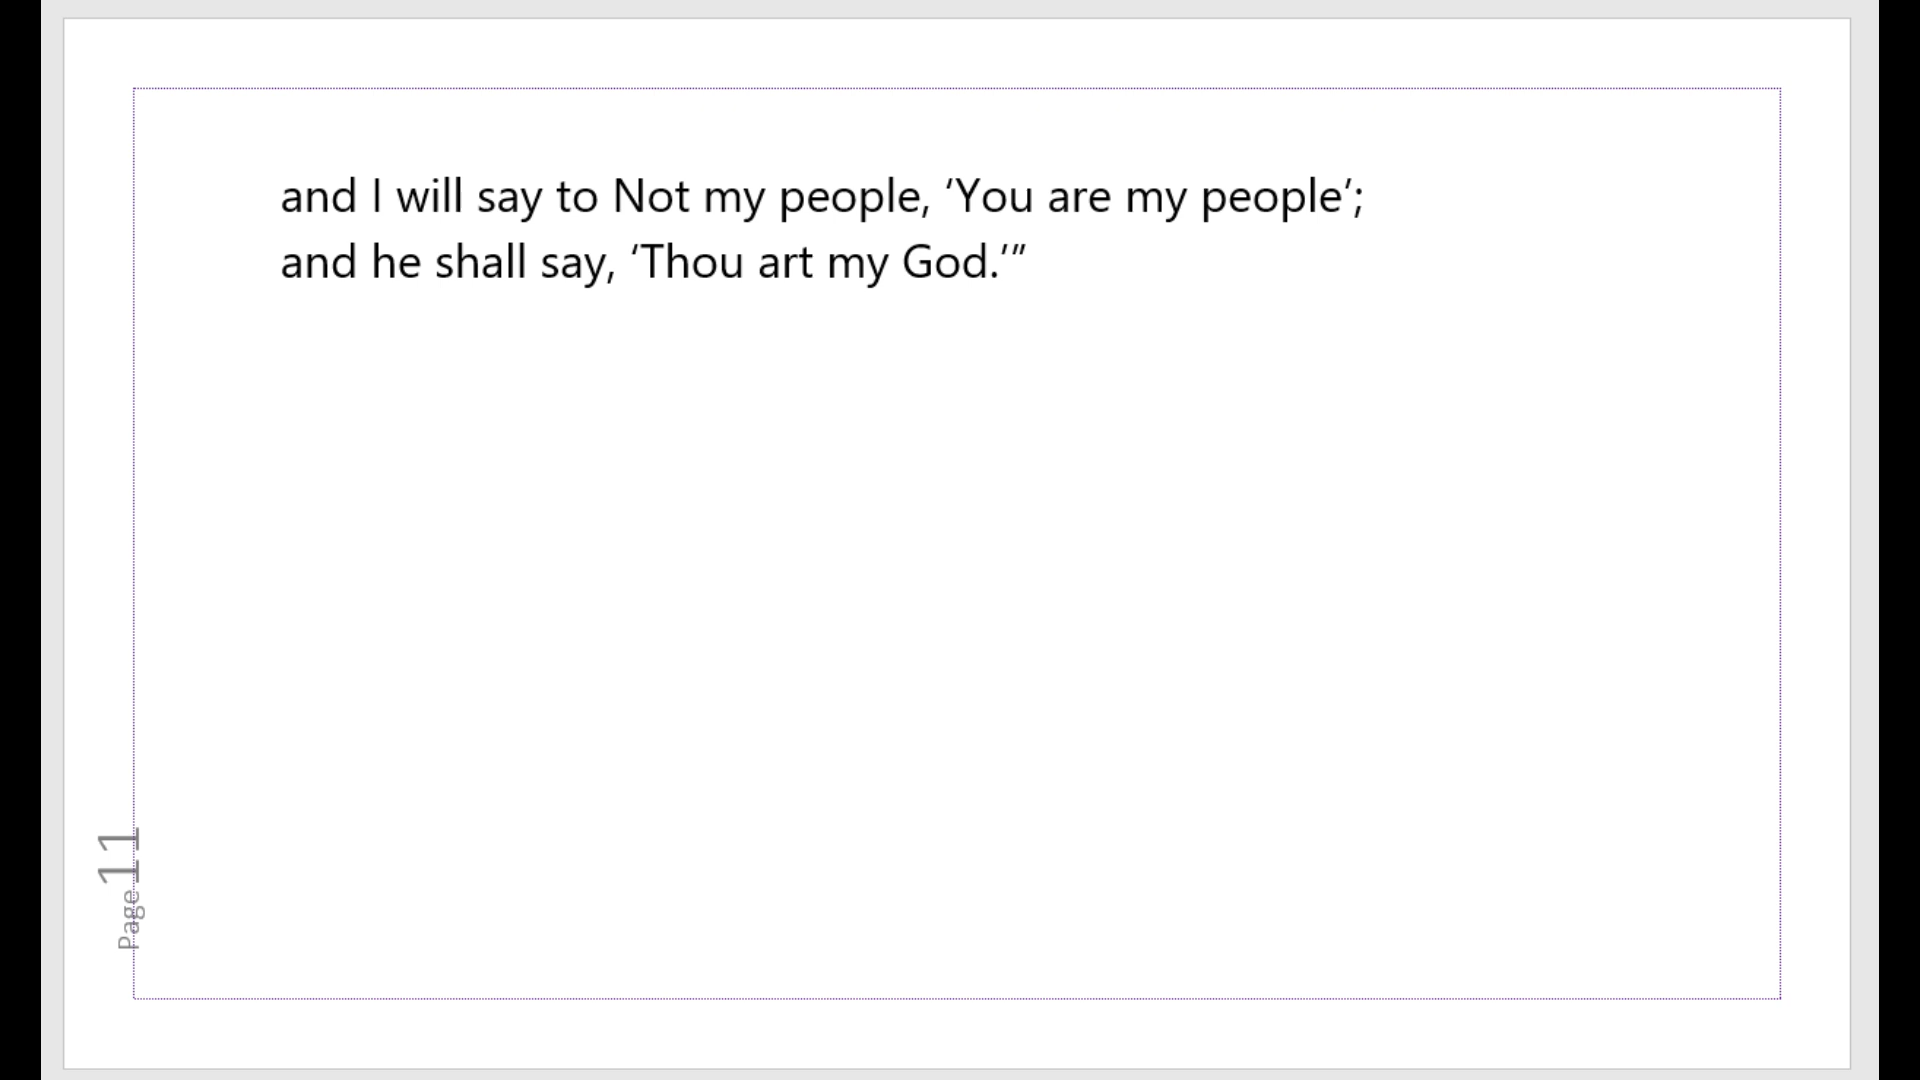 and I will say to Not my people, ‘You are my people’;
and he shall say, ‘Thou art my God.’”
Page 11